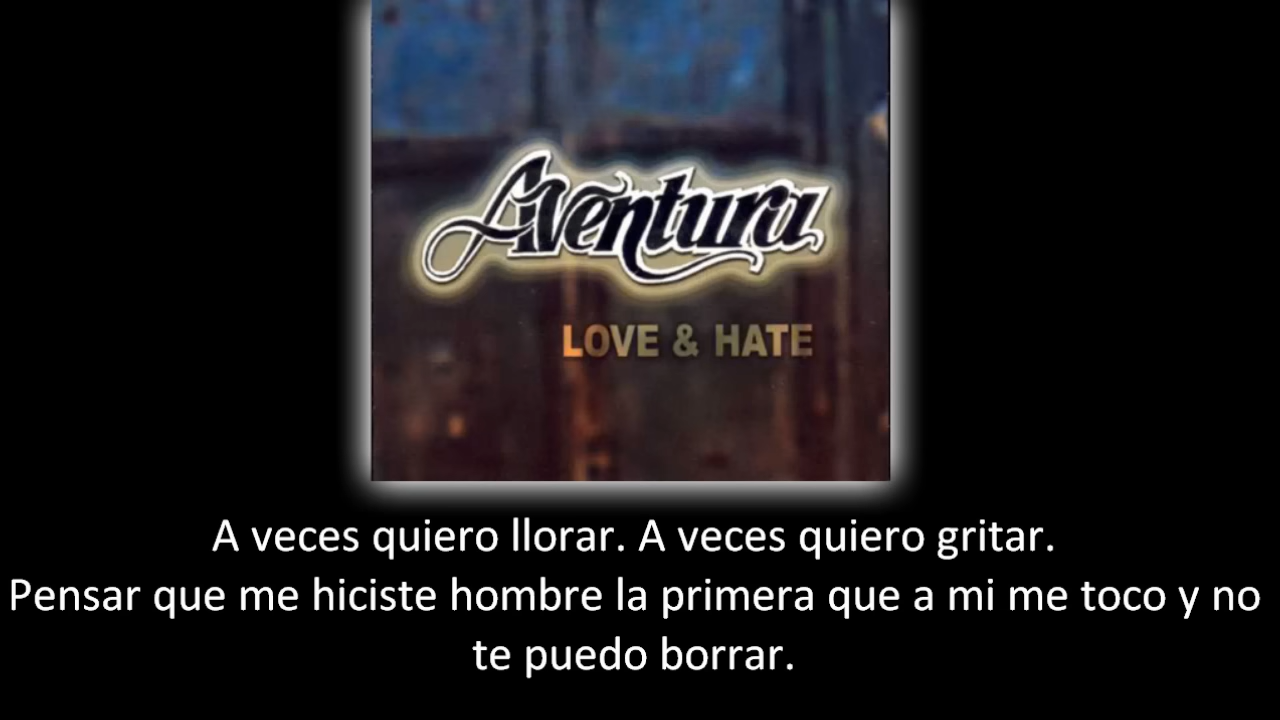 Aventura
LOVE & HATE
A veces quiero llorar. A veces quiero gritar.
Pensar que me hiciste hombre la primera que a mi me toco y no
te puedo borrar.